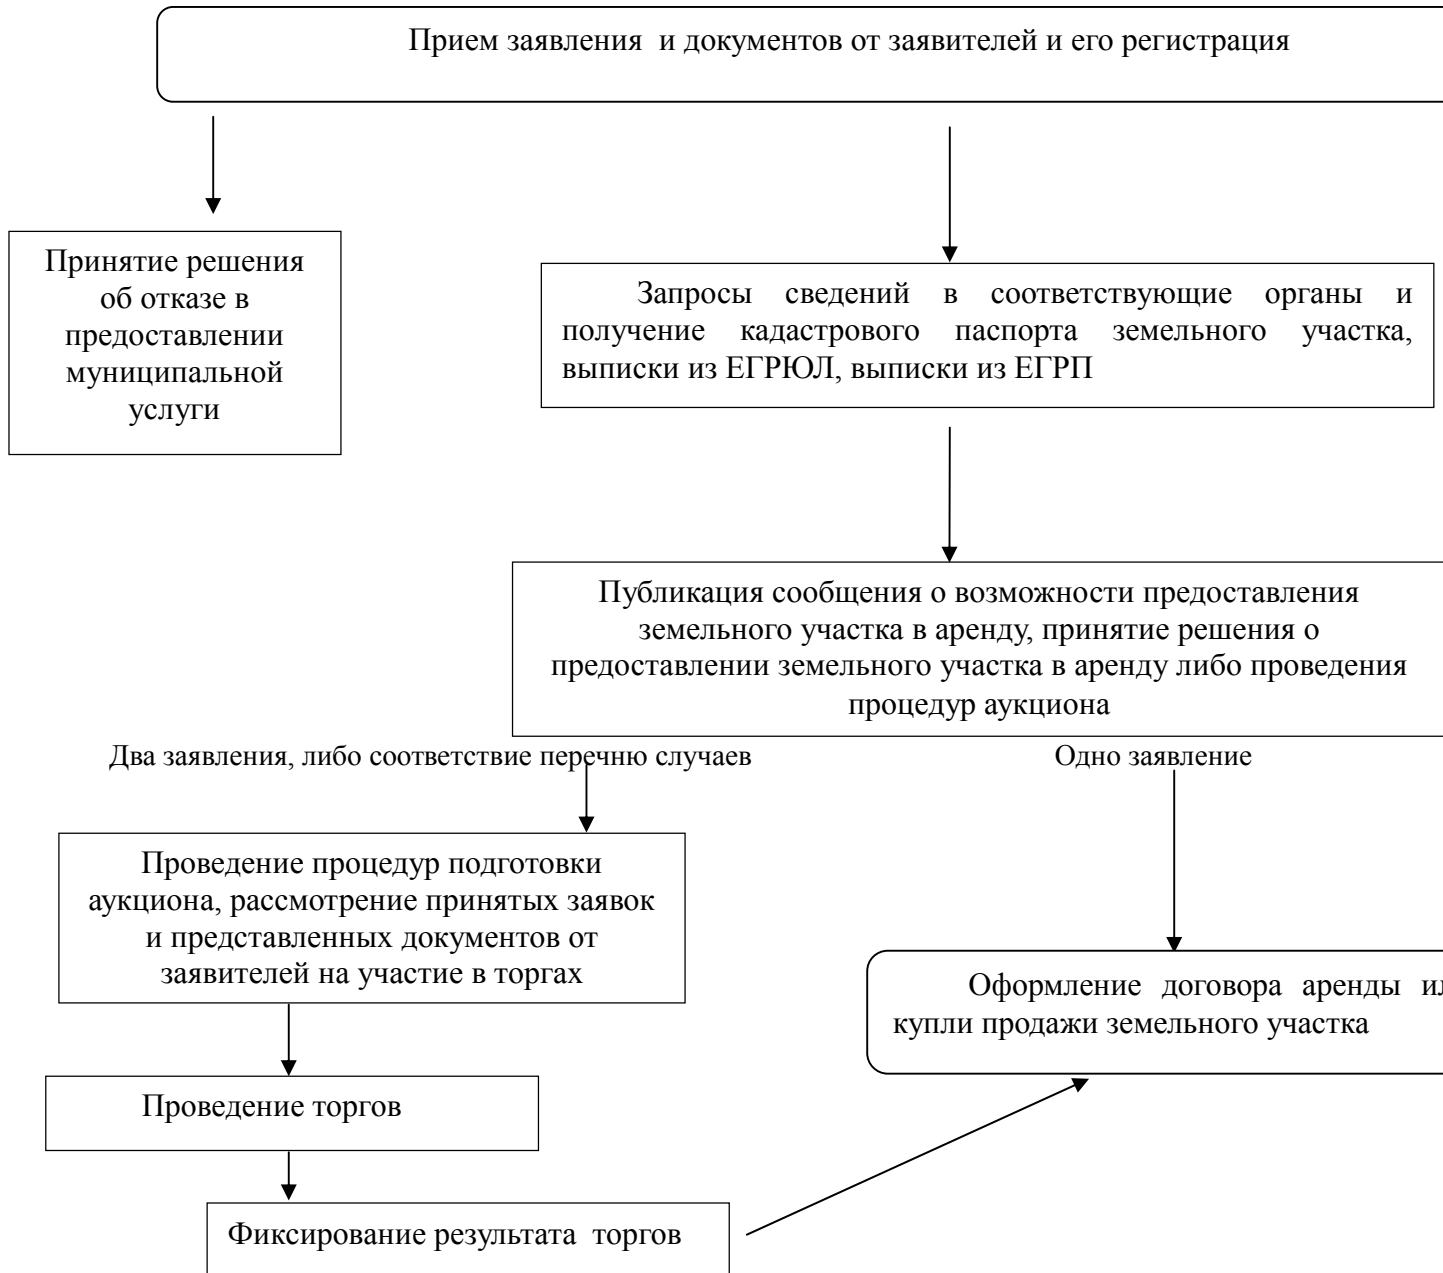 Прием заявления и документов от заявителей и его регистрация
Принятие решения
об отказе в
предоставлении
муниципальной
услуги
Запросы сведений в соответствующие органы и
получение кадастрового паспорта земельного участка,
выписки из ЕГРЮЛ, выписки из ЕГРП
Публикация сообщения о возможности предоставления
земельного участка в аренду, принятие решения о
предоставлении земельного участка в аренду либо проведения
процедур аукциона
Два заявления, либо соответствие перечню случаев
Одно заявление
Проведение процедур подготовки
аукциона, рассмотрение принятых заявок
и представленных документов от
заявителей на участие в торгах
Оформление договора аренды
купли продажи земельного участка
Проведение торгов
Фиксирование результата торгов